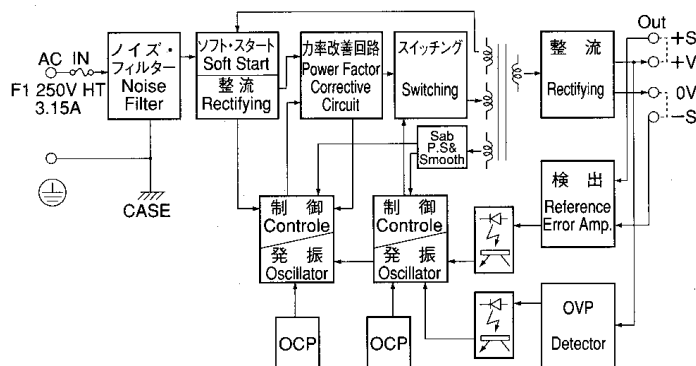 AC IN
F1 250V HT
3.15A
ノイズ・
フィルター
Noise
Filter
CASE
ソフト・スタート
Soft Start
整流
Rectifying
力率改善回路
Power Factor
Corrective
Circuit
スイッチング
Switching
Sab
P.S&
Smooth
整流
Rectifying
Out
+S
+V
0V
−S
検出
Reference
Error Amp.
制御
Controle
発振
Oscillator
制御
Controle
発振
Oscillator
OVP
Detector
OCP
OCP